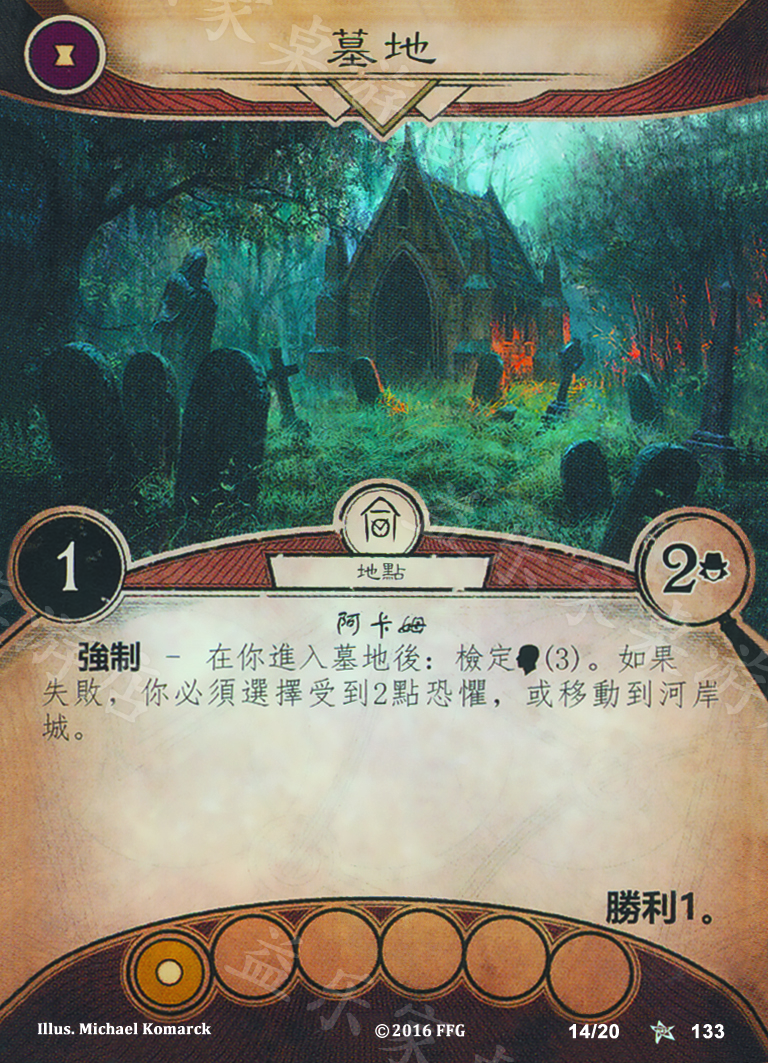 墓地
1
地點
2
阿卡姆
強制 - 在你進入墓地後: 檢定(3)。如果
失敗, 你必須選擇受到2點恐懼, 或移動到河岸
城。
勝利1。
Illus. Michael Komarck
©2016 FFG
14/20
133